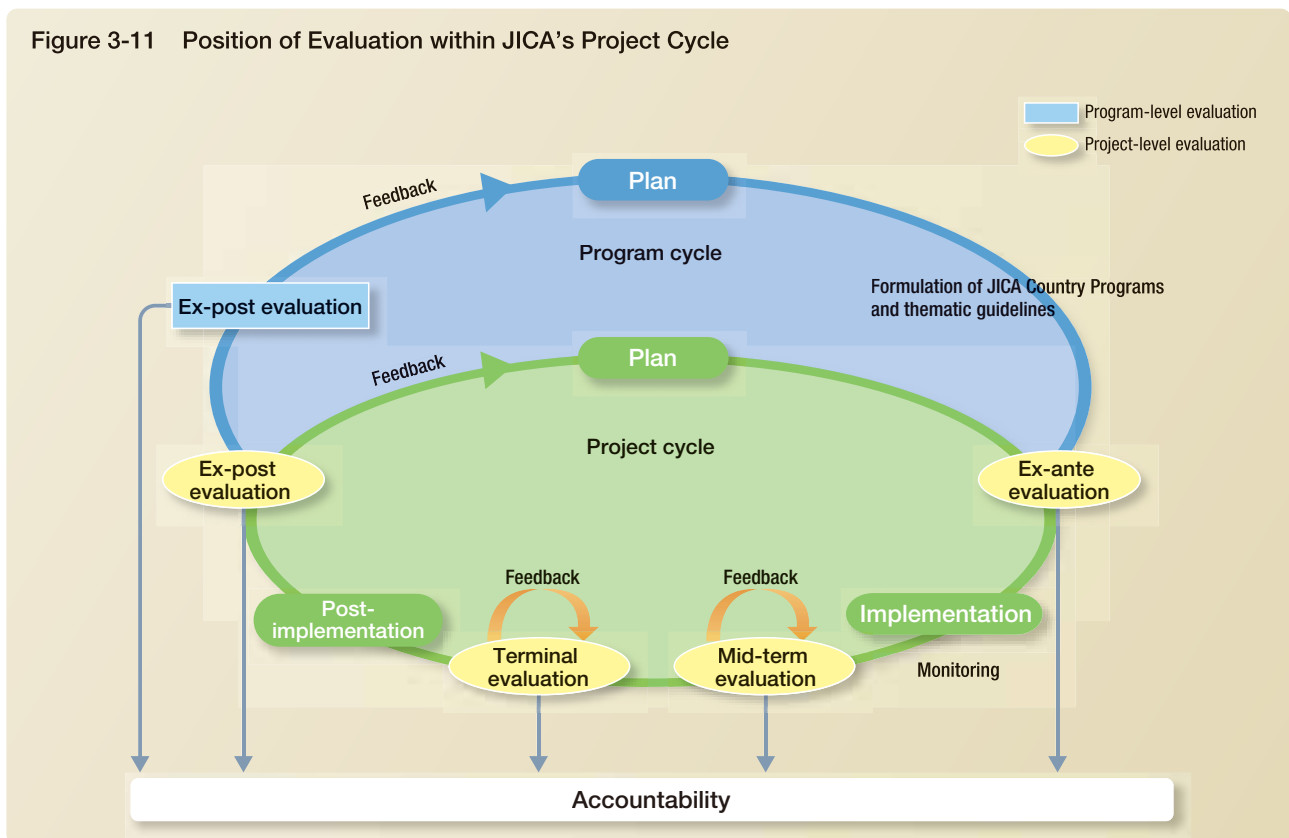 Figure 3-11 Position of Evaluation within JICA's Project Cycle
Program-level evaluation
Project-level evaluation
Feedback
Plan
Program cycle
Formulation of JICA Country Programs
and thematic guidelines
Ex-post evaluation
Feedback
Plan
Project cycle
Ex-post
evaluation
Ex-ante
evaluation
Feedback
Feedback
Post-
implementation
Implementation
Terminal
evaluation
Mid-term
evaluation
Monitoring
Accountability